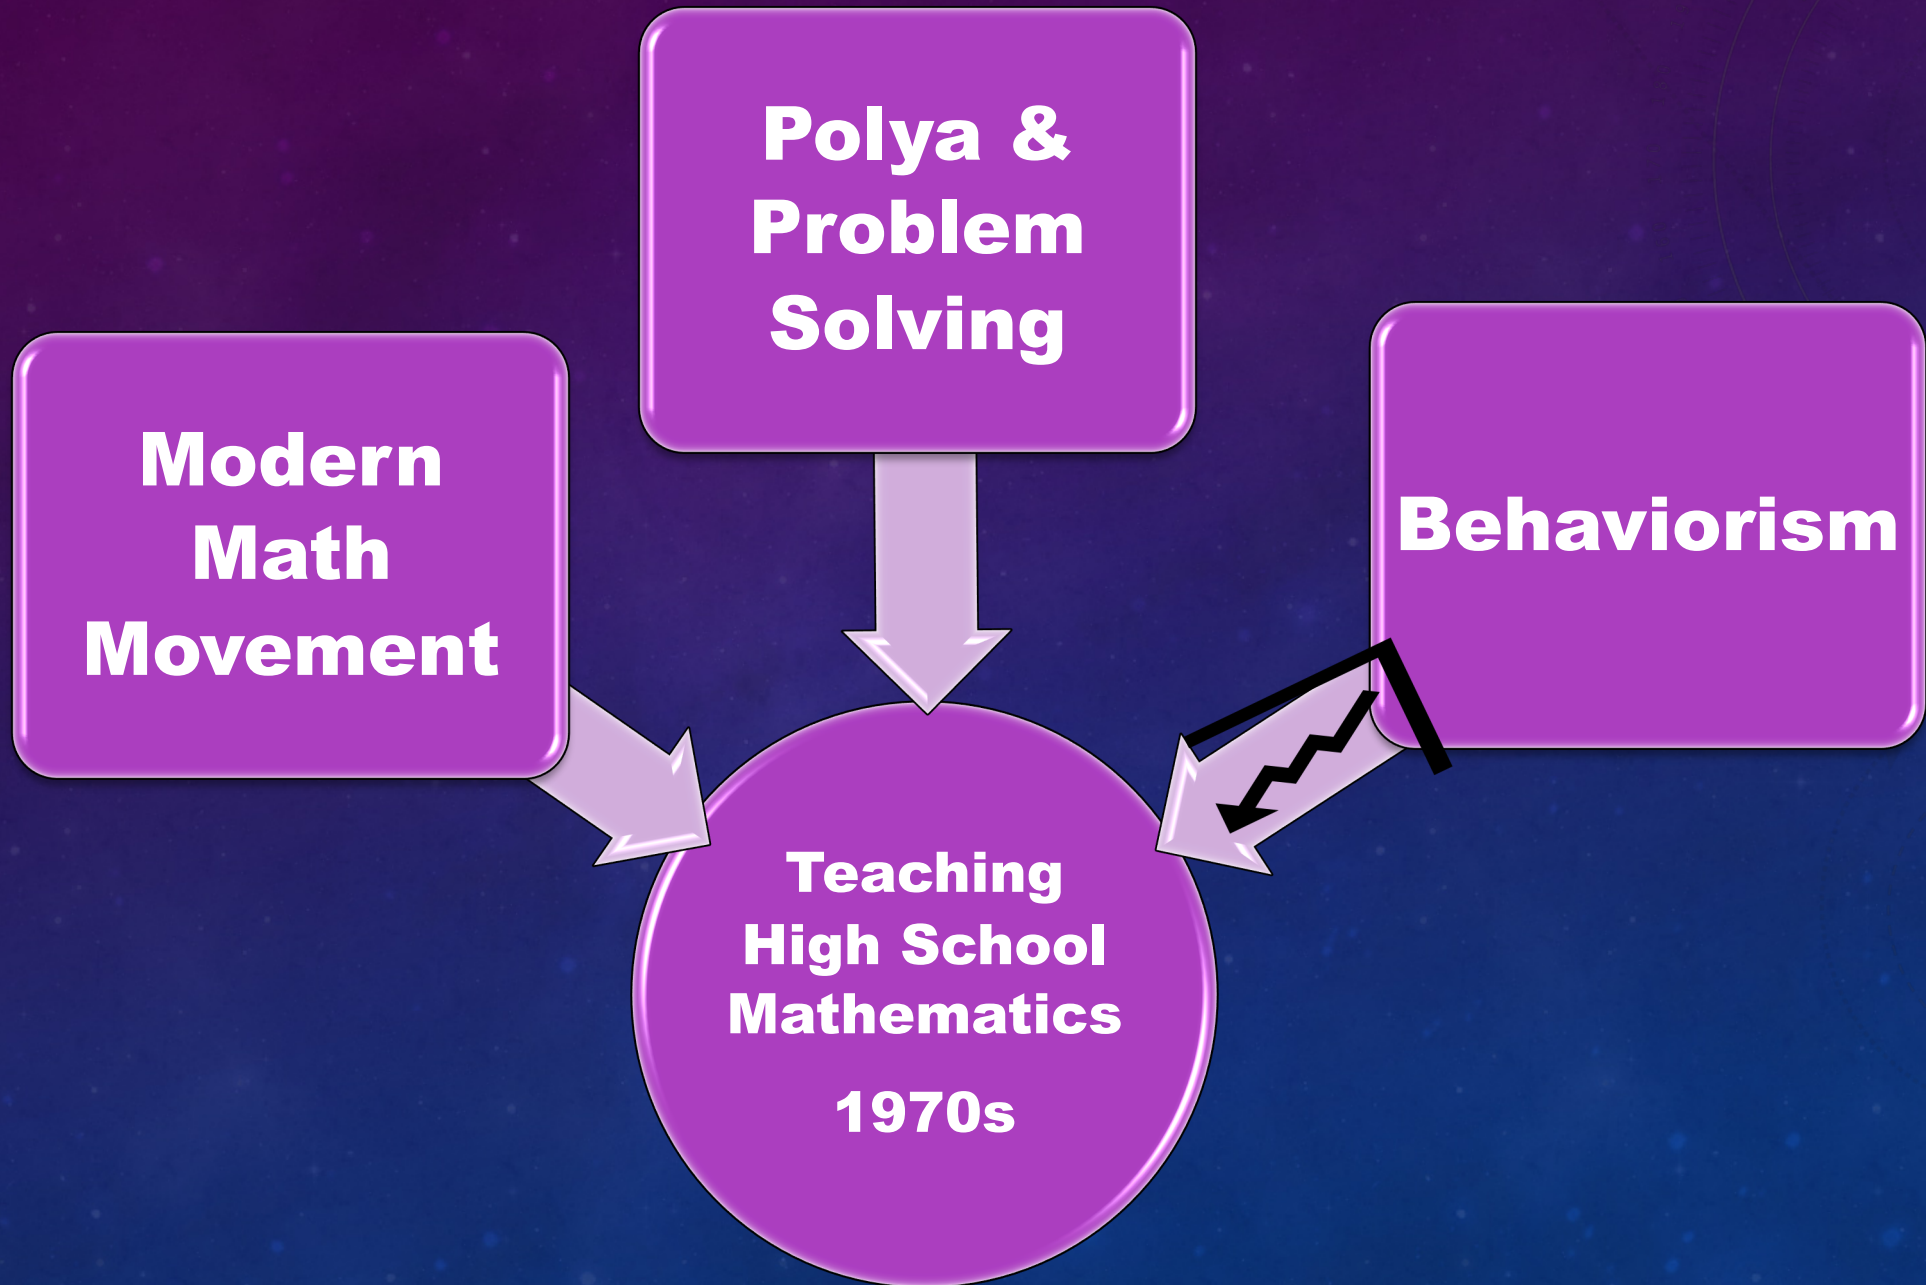 Polya &
Problem
Solving
Modern
Math
Movement
Behaviorism
Teaching
High School
Mathematics
1970s